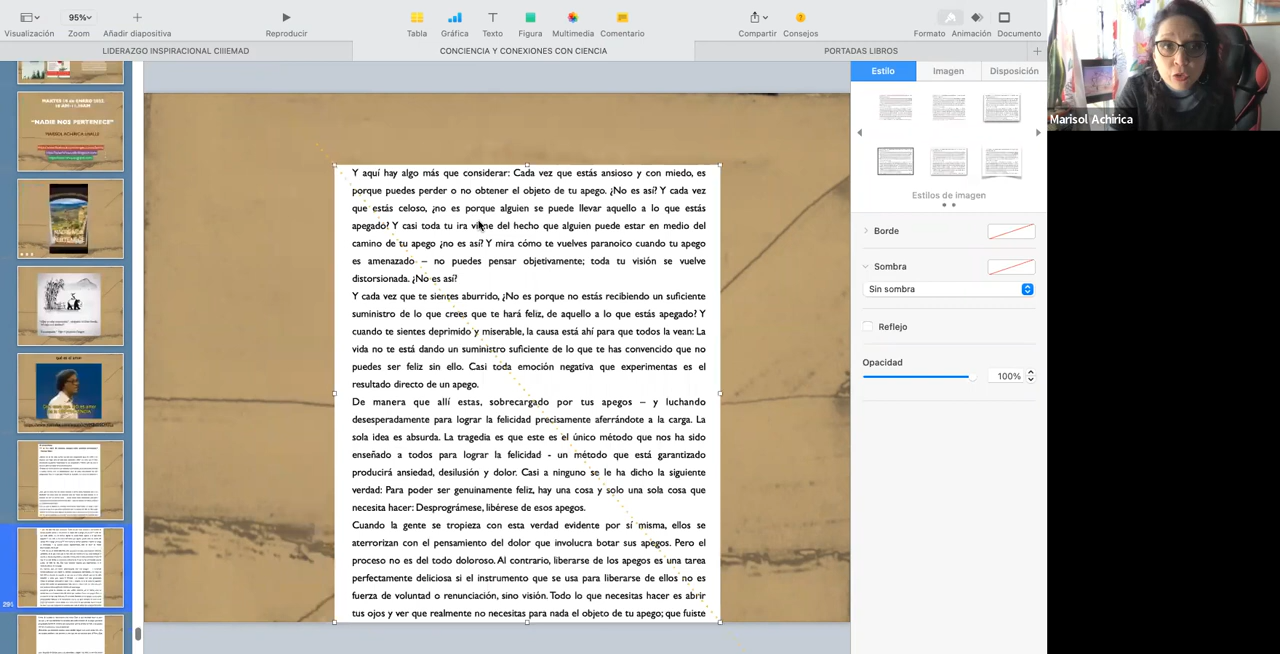 95%
Visualización
Zoom
Añadir diapositiva
Reproducir
Tabla
Gráfica
Texto
Figura
Multimedia
Comentario
Compartir
Consejos
Formato
Animación
Documento
LIDERAZGO INSPIRACIONAL CIIIEMAD
CONCIENCIA Y CONEXIONES CON CIENCIA
PORTADAS LIBROS
Estilo
Imagen
Disposición
Estilos de imagen
Borde
Sombra
Sin sombra
Reflejo
Opacidad
100%
Marisol Achirica
"NADIE NOS PERTENECE"
Y aquí hay algo más que considerar: Cada vez que estás ansioso y con miedo, es
porque puedes perder o no obtener el objeto de tu apego. ¿No es así? Y cada vez
que estás celoso, ¿no es porque alguien se puede llevar aquello a lo que estás
apegado? Y casi toda tu ira viene del hecho que alguien puede estar en medio del
camino de tu apego ¿no es así? Y mira cómo te vuelves paranoico cuando tu apego
es amenazado – no puedes pensar objetivamente; toda tu visión se vuelve
distorsionada. ¿No es así?
Y cada vez que te sientes aburrido, ¿No es porque no estás recibiendo un suficiente
suministro de lo que crees que te hará feliz, de aquello a lo que estás apegado? Y
cuando te sientes deprimido y triste, la causa está ahí para que todos la vean: La
vida no te está dando un suministro suficiente de lo que te has convencido que no
puedes ser feliz sin ello. Casi toda emoción negativa que experimentas es el
resultado directo de un apego.
De manera que allí estas, sobrecargado por tus apegos – y luchando
desesperadamente para lograr la felicidad precisamente aferrándote a la carga. La
sola idea es absurda. La tragedia es que este es el único método que nos ha sido
enseñado a todos para lograr la felicidad - un método que está garantizado
producirá ansiedad, desilusión y tristeza. Casi a ninguno se le ha dicho la siguiente
verdad: Para poder ser genuinamente feliz, hay una cosa y solo una sola cosa que
necesita hacer: Desprográmate, libérate de esos apegos.
Cuando la gente se tropieza con esta verdad evidente por sí misma, ellos se
aterrizan con el pensamiento del dolor que involucra botar sus apegos. Pero el
proceso no es para nada doloroso. Al contrario, liberarse de los apegos es una tarea
perfectamente deliciosa si el instrumento que se usa para liberarse de ellos no es
fuerza de voluntad o renunciación sino visión. Todo lo que necesitas hacer es abrir
tus ojos y ver que realmente no necesitas para nada el objeto de tu apego; que fuiste
291